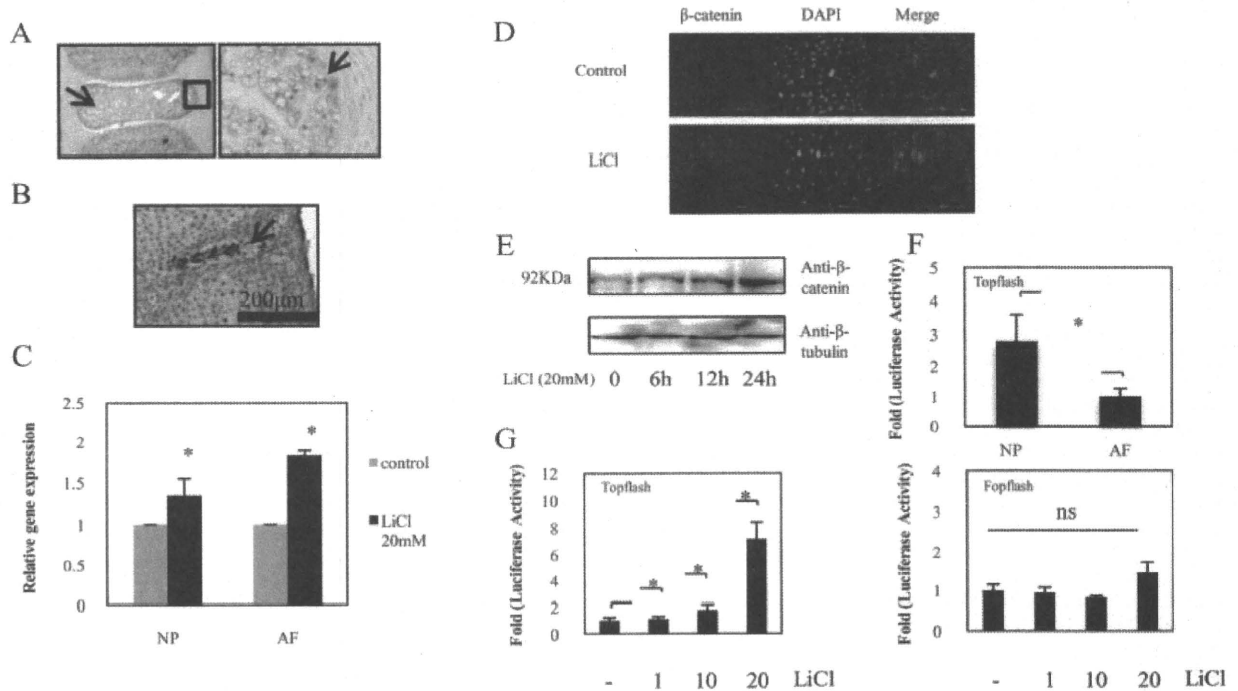 A
B
200μm
C
Relative gene expression
2.5
2
1.5
1
0.5
0
*
*
NP
AF
control
LiCl
20mM
D
β-catenin
DAPI
Merge
Control
LiCl
E
92KDa
Anti-β-
catenin
Anti-β-
tubulin
LiCl (20mM)
0
6h
12h
24h
F
Fold (Luciferase Activity)
5
4
3
2
1
0
Topflash
*
NP
AF
G
Fold (Luciferase Activity)
12
10
8
6
4
2
0
Topflash
*
*
*
-
1
10
20
LiCl
Fold (Luciferase Activity)
4
3
2
1
0
Fopflash
ns
-
1
10
20
LiCl